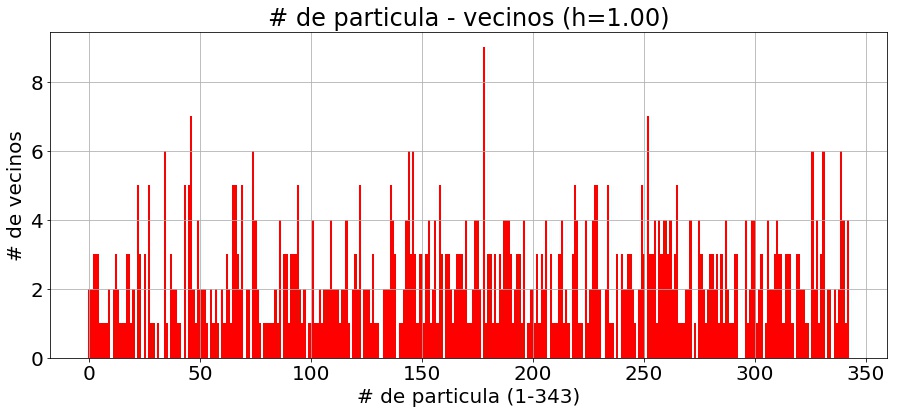 # de particula - vecinos (h=1.00)
# de vecinos
8
6
4
2
0
0 50 100 150 200 250 300 350
# de particula (1-343)